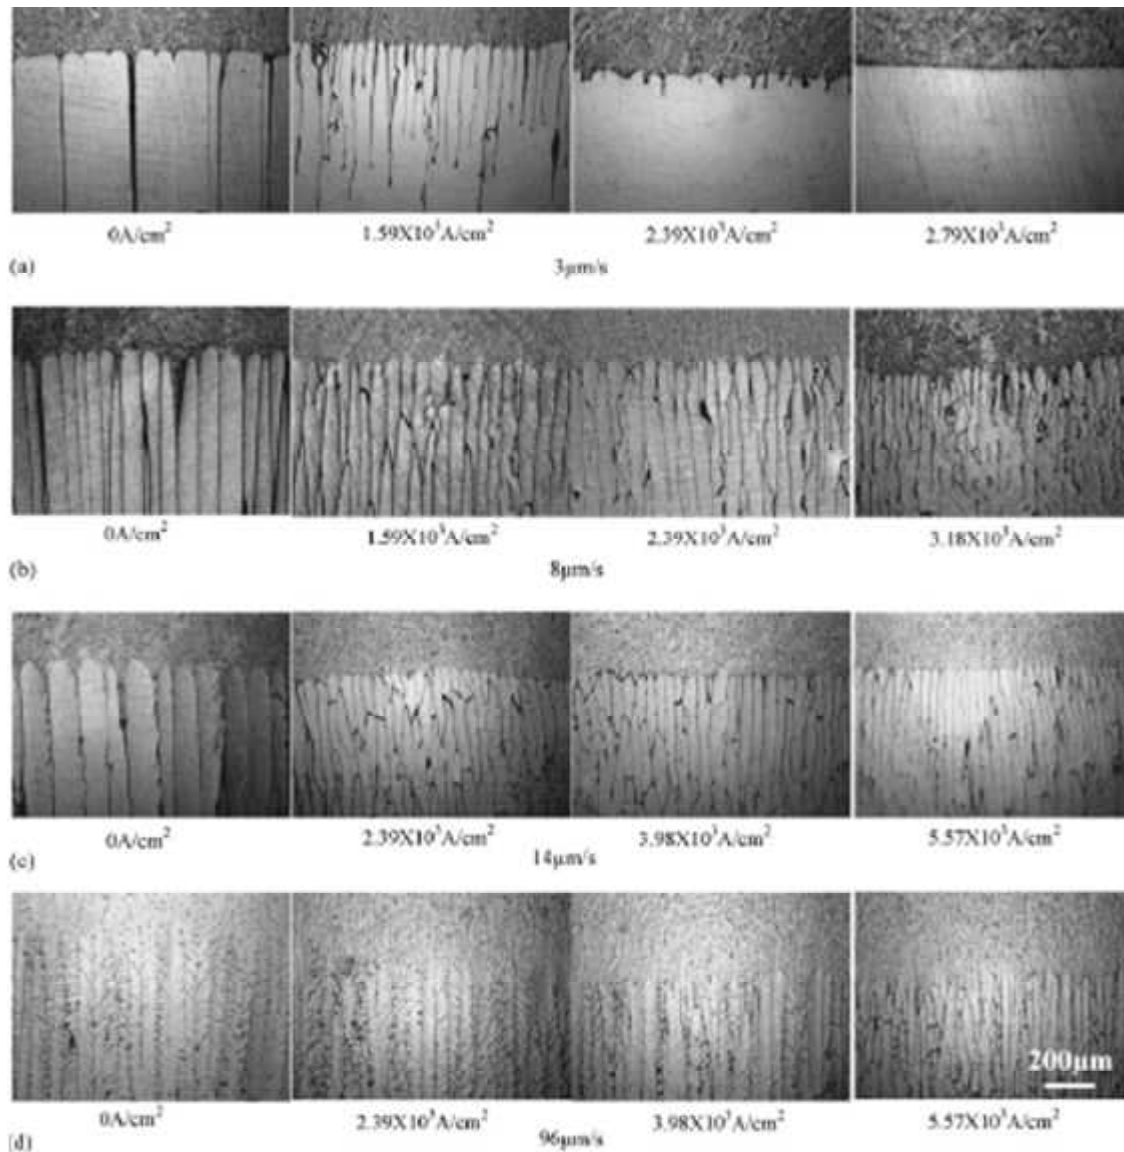 0A/cm² 1.59X10³A/cm² 2.39X10³A/cm² 2.79X10³A/cm²
(a) 3µm/s
0A/cm² 1.59X10³A/cm² 2.39X10³A/cm² 3.18X10³A/cm²
(b) 8µm/s
0A/cm² 2.39X10³A/cm² 3.98X10³A/cm² 5.57X10³A/cm²
(c) 14µm/s
200µm
0A/cm² 2.39X10³A/cm² 3.98X10³A/cm² 5.57X10³A/cm²
(d) 96µm/s